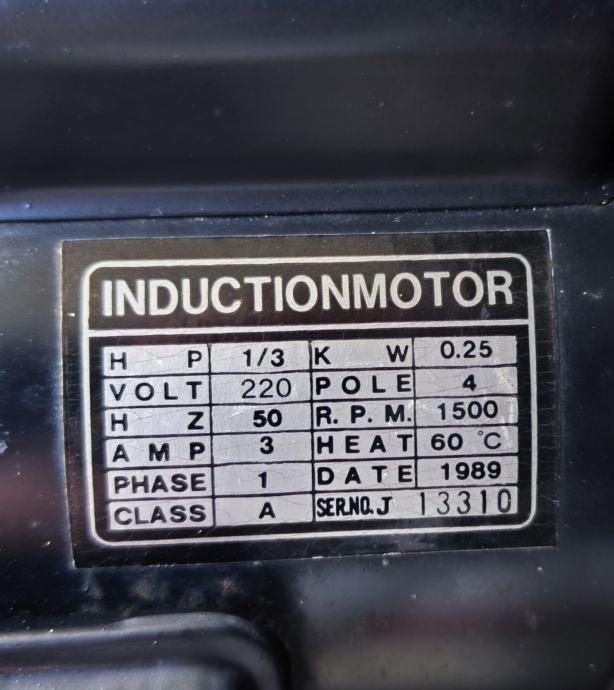 INDUCTIONMOTOR
H P 1/3 K W 0.25
VOLT 220 POLE 4
H Z 50 R. P. M. 1500
A M P 3 HEAT 60 °C
PHASE 1 DATE 1989
CLASS A SER.NO.J 13310